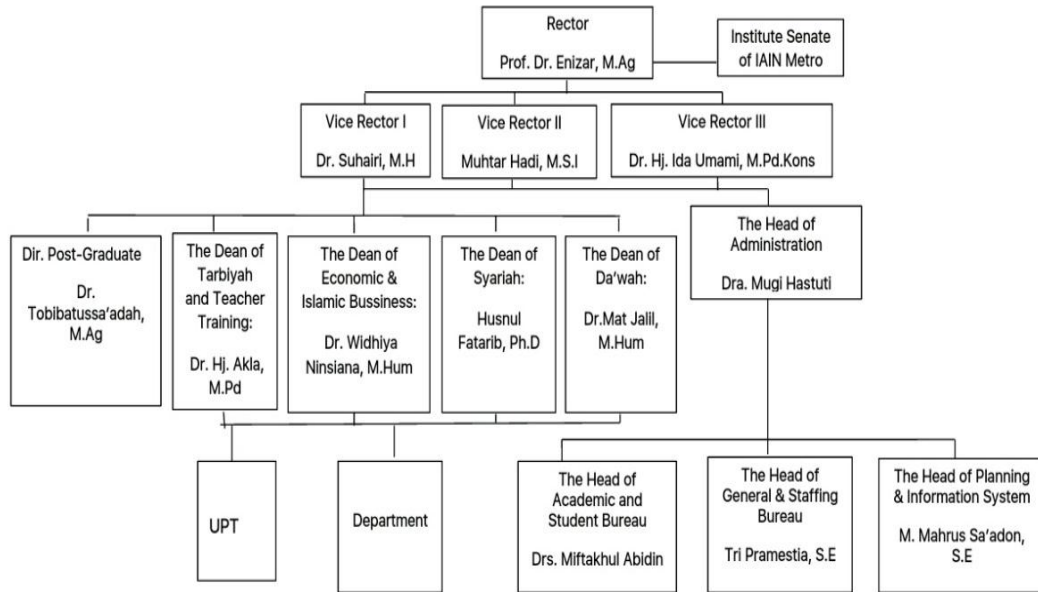 Rector
Prof. Dr. Enizar, M.Ag
Institute Senate
of IAIN Metro
Vice Rector I
Dr. Suhairi, M.H
Vice Rector II
Muhtar Hadi, M.S.I
Vice Rector III
Dr. Hj. Ida Umami, M.Pd.Kons
Dir. Post-Graduate
Dr.
Tobibatussa'adah,
M.Ag
The Dean of
Tarbiyah
and Teacher
Training:
Dr. Hj. Akla,
M.Pd
The Dean of
Economic &
Islamic Bussiness:
Dr. Widhiya
Ninsiana, M.Hum
The Dean of
Syariah:
Husnul
Fatarib, Ph.D
The Dean of
Da'wah:
Dr.Mat Jalil,
M.Hum
The Head of
Administration
Dra. Mugi Hastuti
UPT
Department
The Head of
Academic and
Student Bureau
Drs. Miftakhul Abidin
The Head of
General & Staffing
Bureau
Tri Pramestia, S.E
The Head of Planning
& Information System
M. Mahrus Sa'adon,
S.E